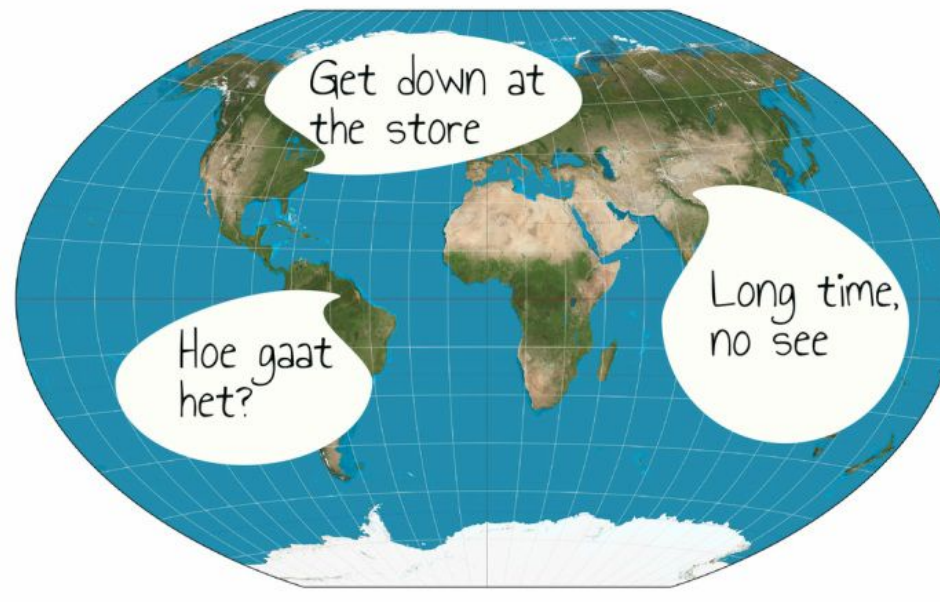 Get down at
the store
Hoe gaat
het?
Long time,
no see